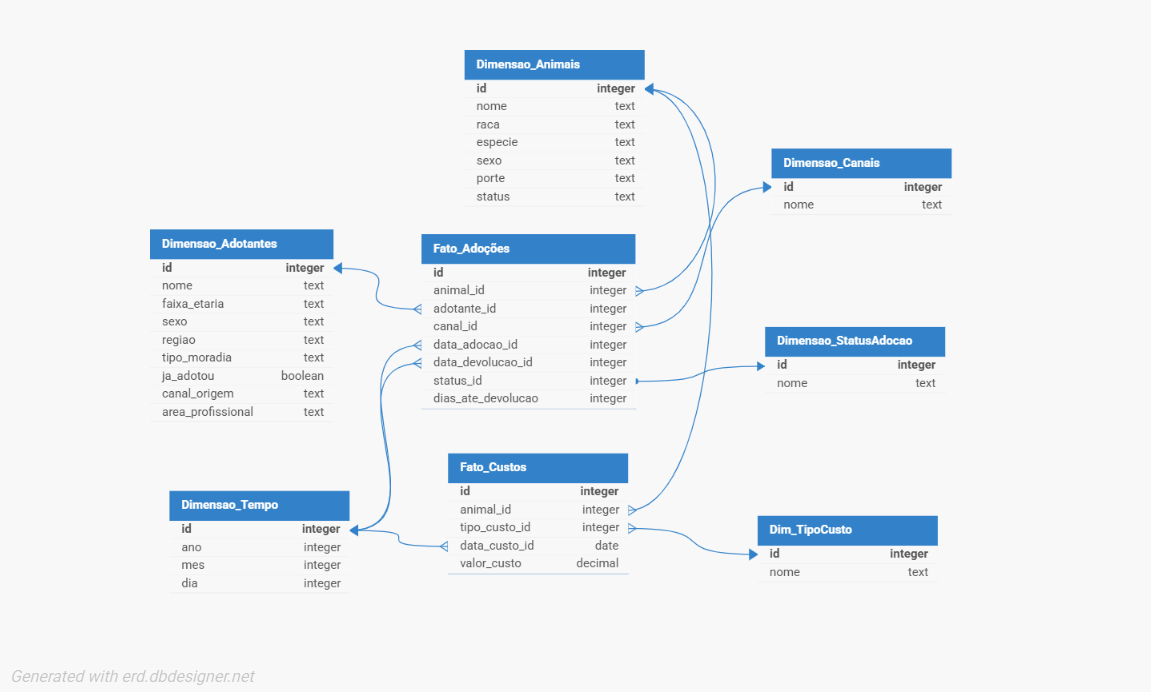 Dimensao_Animais
id integer
nome text
raca text
especie text
sexo text
porte text
status text
Dimensao_Canais
id integer
nome text
Dimensao_Adotantes
id integer
nome text
faixa_etaria text
sexo text
regiao text
tipo_moradia text
ja_adotou boolean
canal_origem text
area_profissional text
Fato_Adoções
id integer
animal_id integer
adotante_id integer
canal_id integer
data_adocao_id integer
data_devolucao_id integer
status_id integer
dias_ate_devolucao integer
Dimensao_StatusAdocao
id integer
nome text
Dimensao_Tempo
id integer
ano integer
mes integer
dia integer
Fato_Custos
id integer
animal_id integer
tipo_custo_id integer
data_custo_id date
valor_custo decimal
Dim_TipoCusto
id integer
nome text
Generated with erd.dbdesigner.net